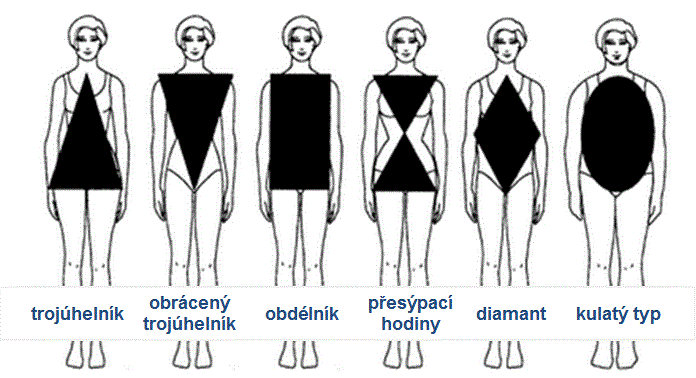 trojúhelník
obrácený
trojúhelník
obdélník
přesýpací
hodiny
diamant
kulatý typ